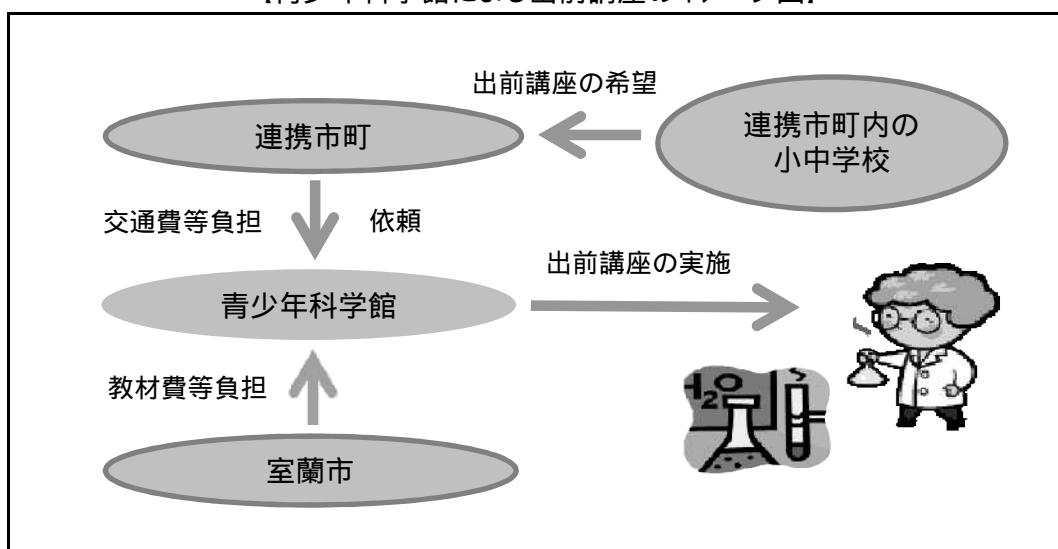 出前講座の希望
連携市町
連携市町内の
小中学校
交通費等負担
依頼
出前講座の実施
青少年科学館
教材費等負担
H₂O
室蘭市